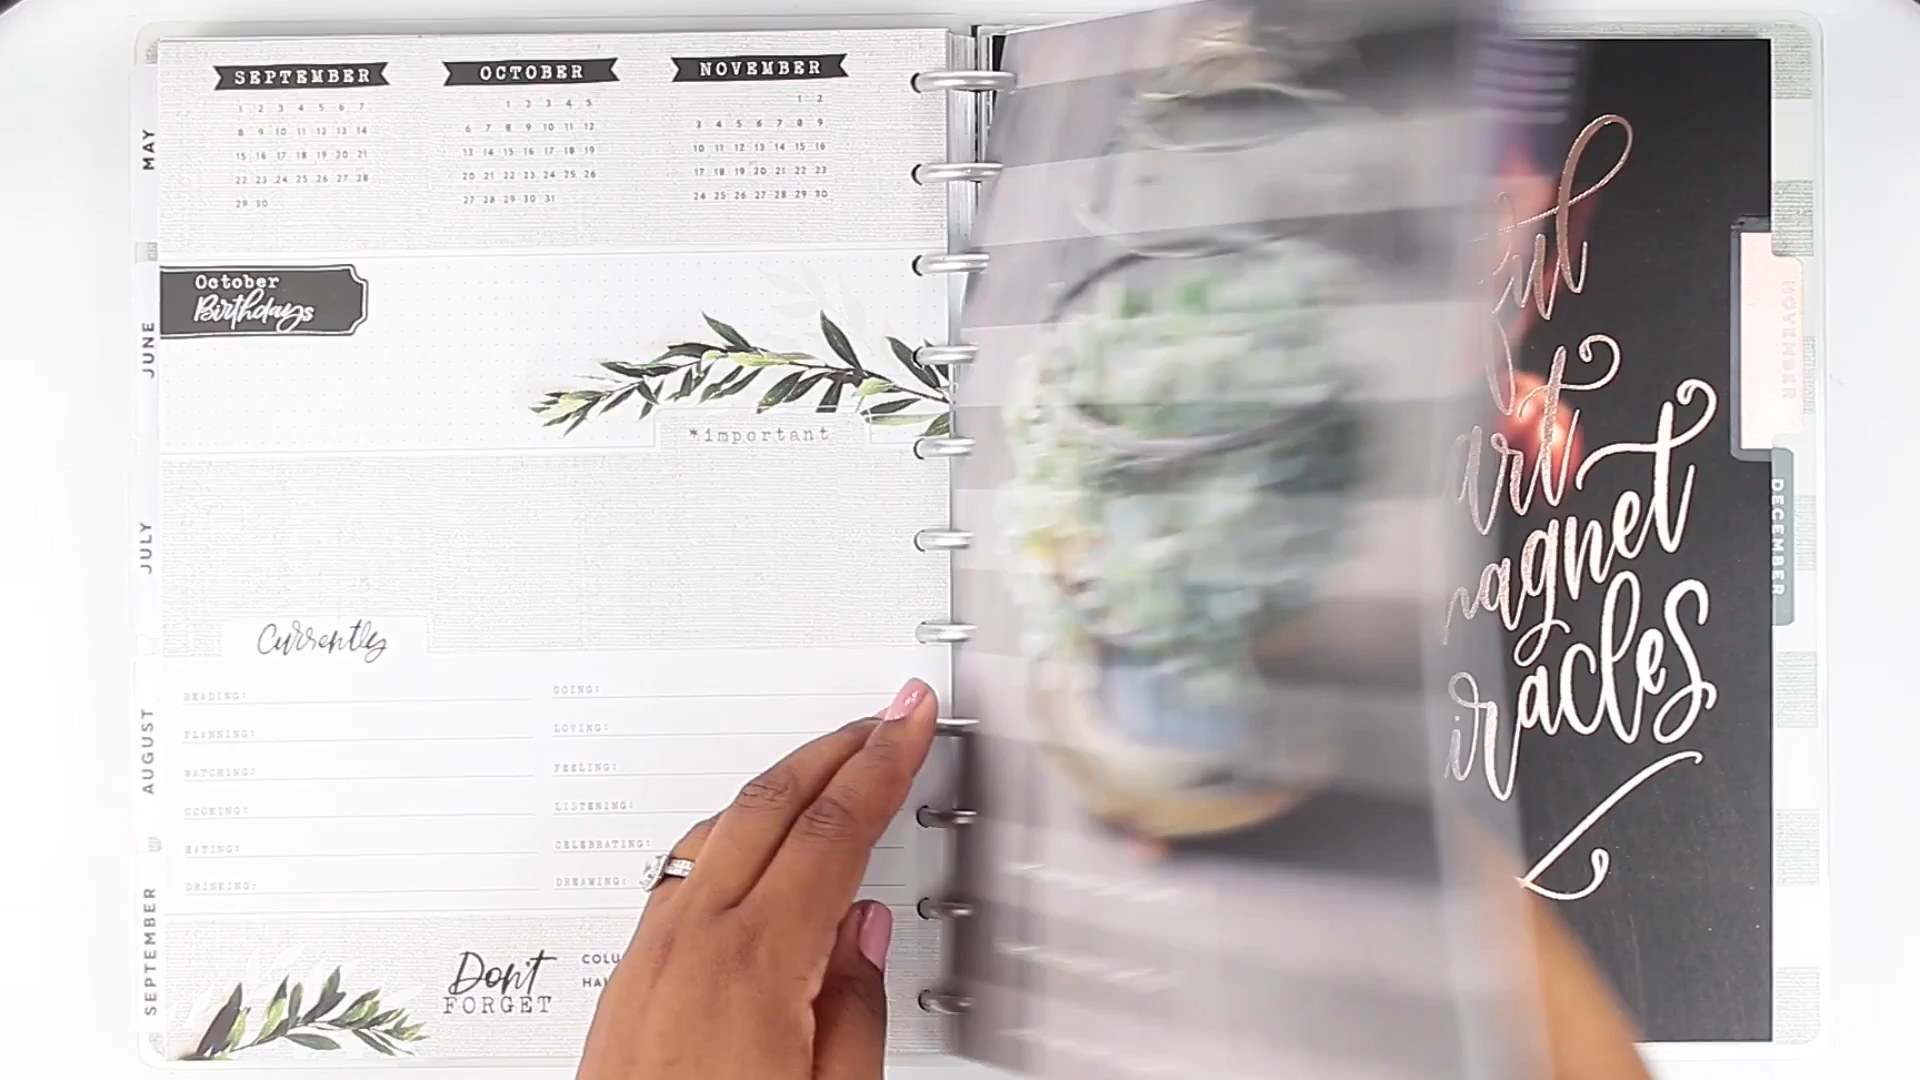 SEPTEMBER
1 2 3 4 5 6 7
8 9 10 11 12 13 14
15 16 17 18 19 20 21
22 23 24 25 26 27 28
29 30
OCTOBER
1 2 3 4 5
6 7 8 9 10 11 12
13 14 15 16 17 18 19
20 21 22 23 24 25 26
27 28 29 30 31
NOVEMBER
1 2
3 4 5 6 7 8 9
10 11 12 13 14 15 16
17 18 19 20 21 22 23
24 25 26 27 28 29 30
MAY
JUNE
JULY
AUGUST
SEPTEMBER
October
Birthdays
*important
Currently
READING:
PLANNING:
WATCHING:
COOKING:
EATING:
DRINKING:
GOING:
LOVING:
FEELING:
LISTENING:
CELEBRATING:
DREAMING:
Don't
FORGET
COLU
HA
ful
art
agnet
iracles
NOVEMBER
DECEMBER